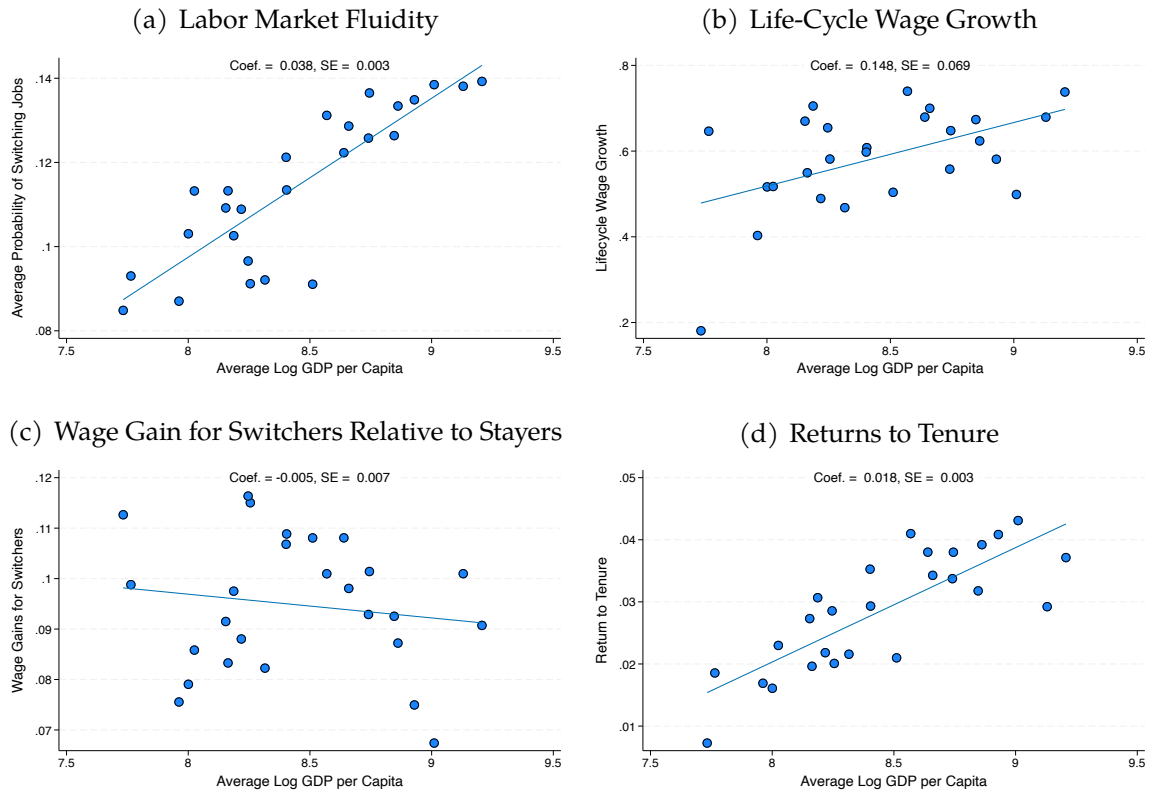 (a) Labor Market Fluidity
Coef. = 0.038, SE = 0.003
Average Probability of Switching Jobs
.14
.12
.1
.08
7.5 8 8.5 9 9.5
Average Log GDP per Capita
(b) Life-Cycle Wage Growth
Coef. = 0.148, SE = 0.069
Lifecycle Wage Growth
.8
.6
.4
.2
7.5 8 8.5 9 9.5
Average Log GDP per Capita
(c) Wage Gain for Switchers Relative to Stayers
Coef. = -0.005, SE = 0.007
Wage Gains for Switchers
.12
.11
.1
.09
.08
.07
7.5 8 8.5 9 9.5
Average Log GDP per Capita
(d) Returns to Tenure
Coef. = 0.018, SE = 0.003
Return to Tenure
.05
.04
.03
.02
.01
7.5 8 8.5 9 9.5
Average Log GDP per Capita